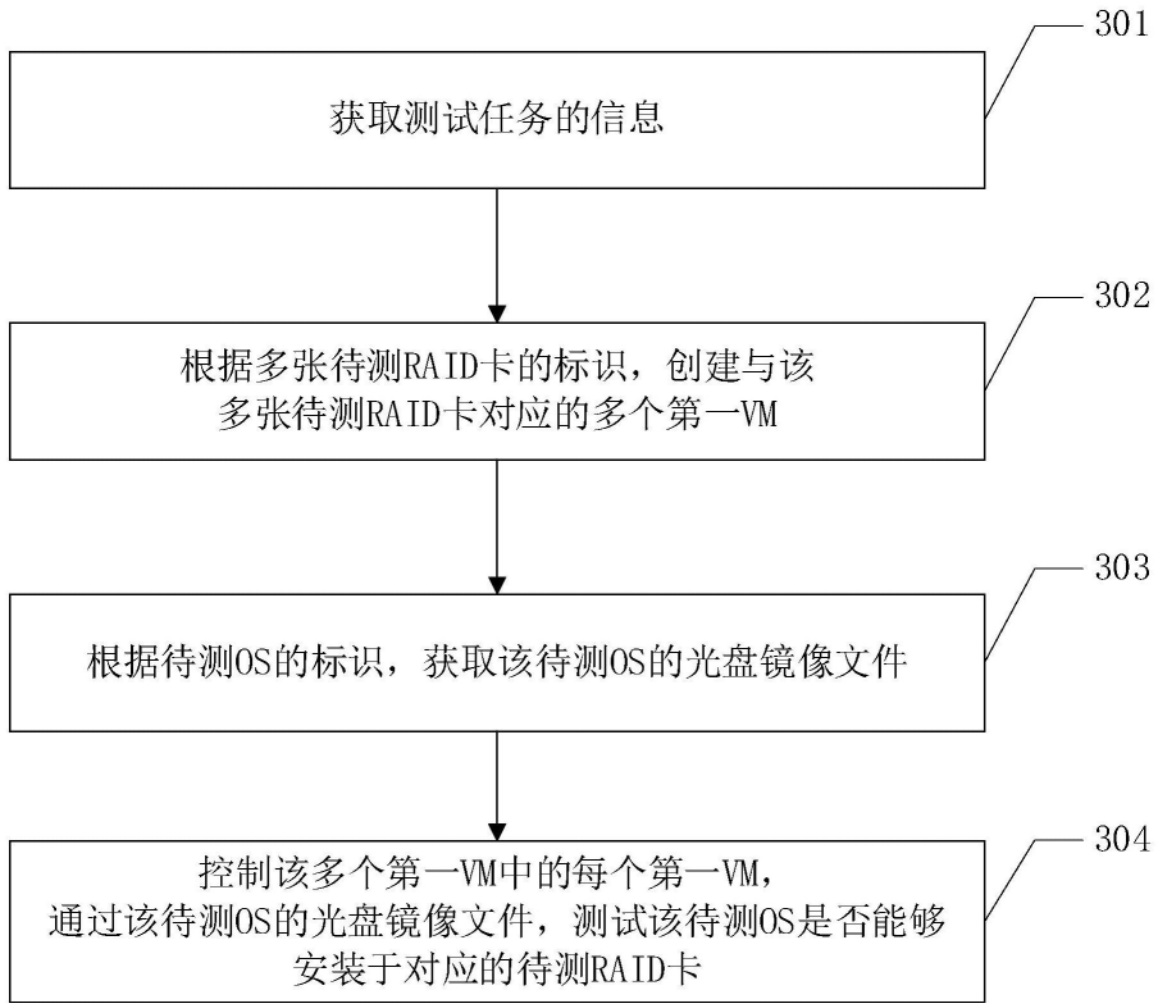 301
获取测试任务的信息
302
根据多张待测RAID卡的标识，创建与该
多张待测RAID卡对应的多个第一VM
303
根据待测OS的标识，获取该待测OS的光盘镜像文件
304
控制该多个第一VM中的每个第一VM，
通过该待测OS的光盘镜像文件，测试该待测OS是否能够
安装于对应的待测RAID卡